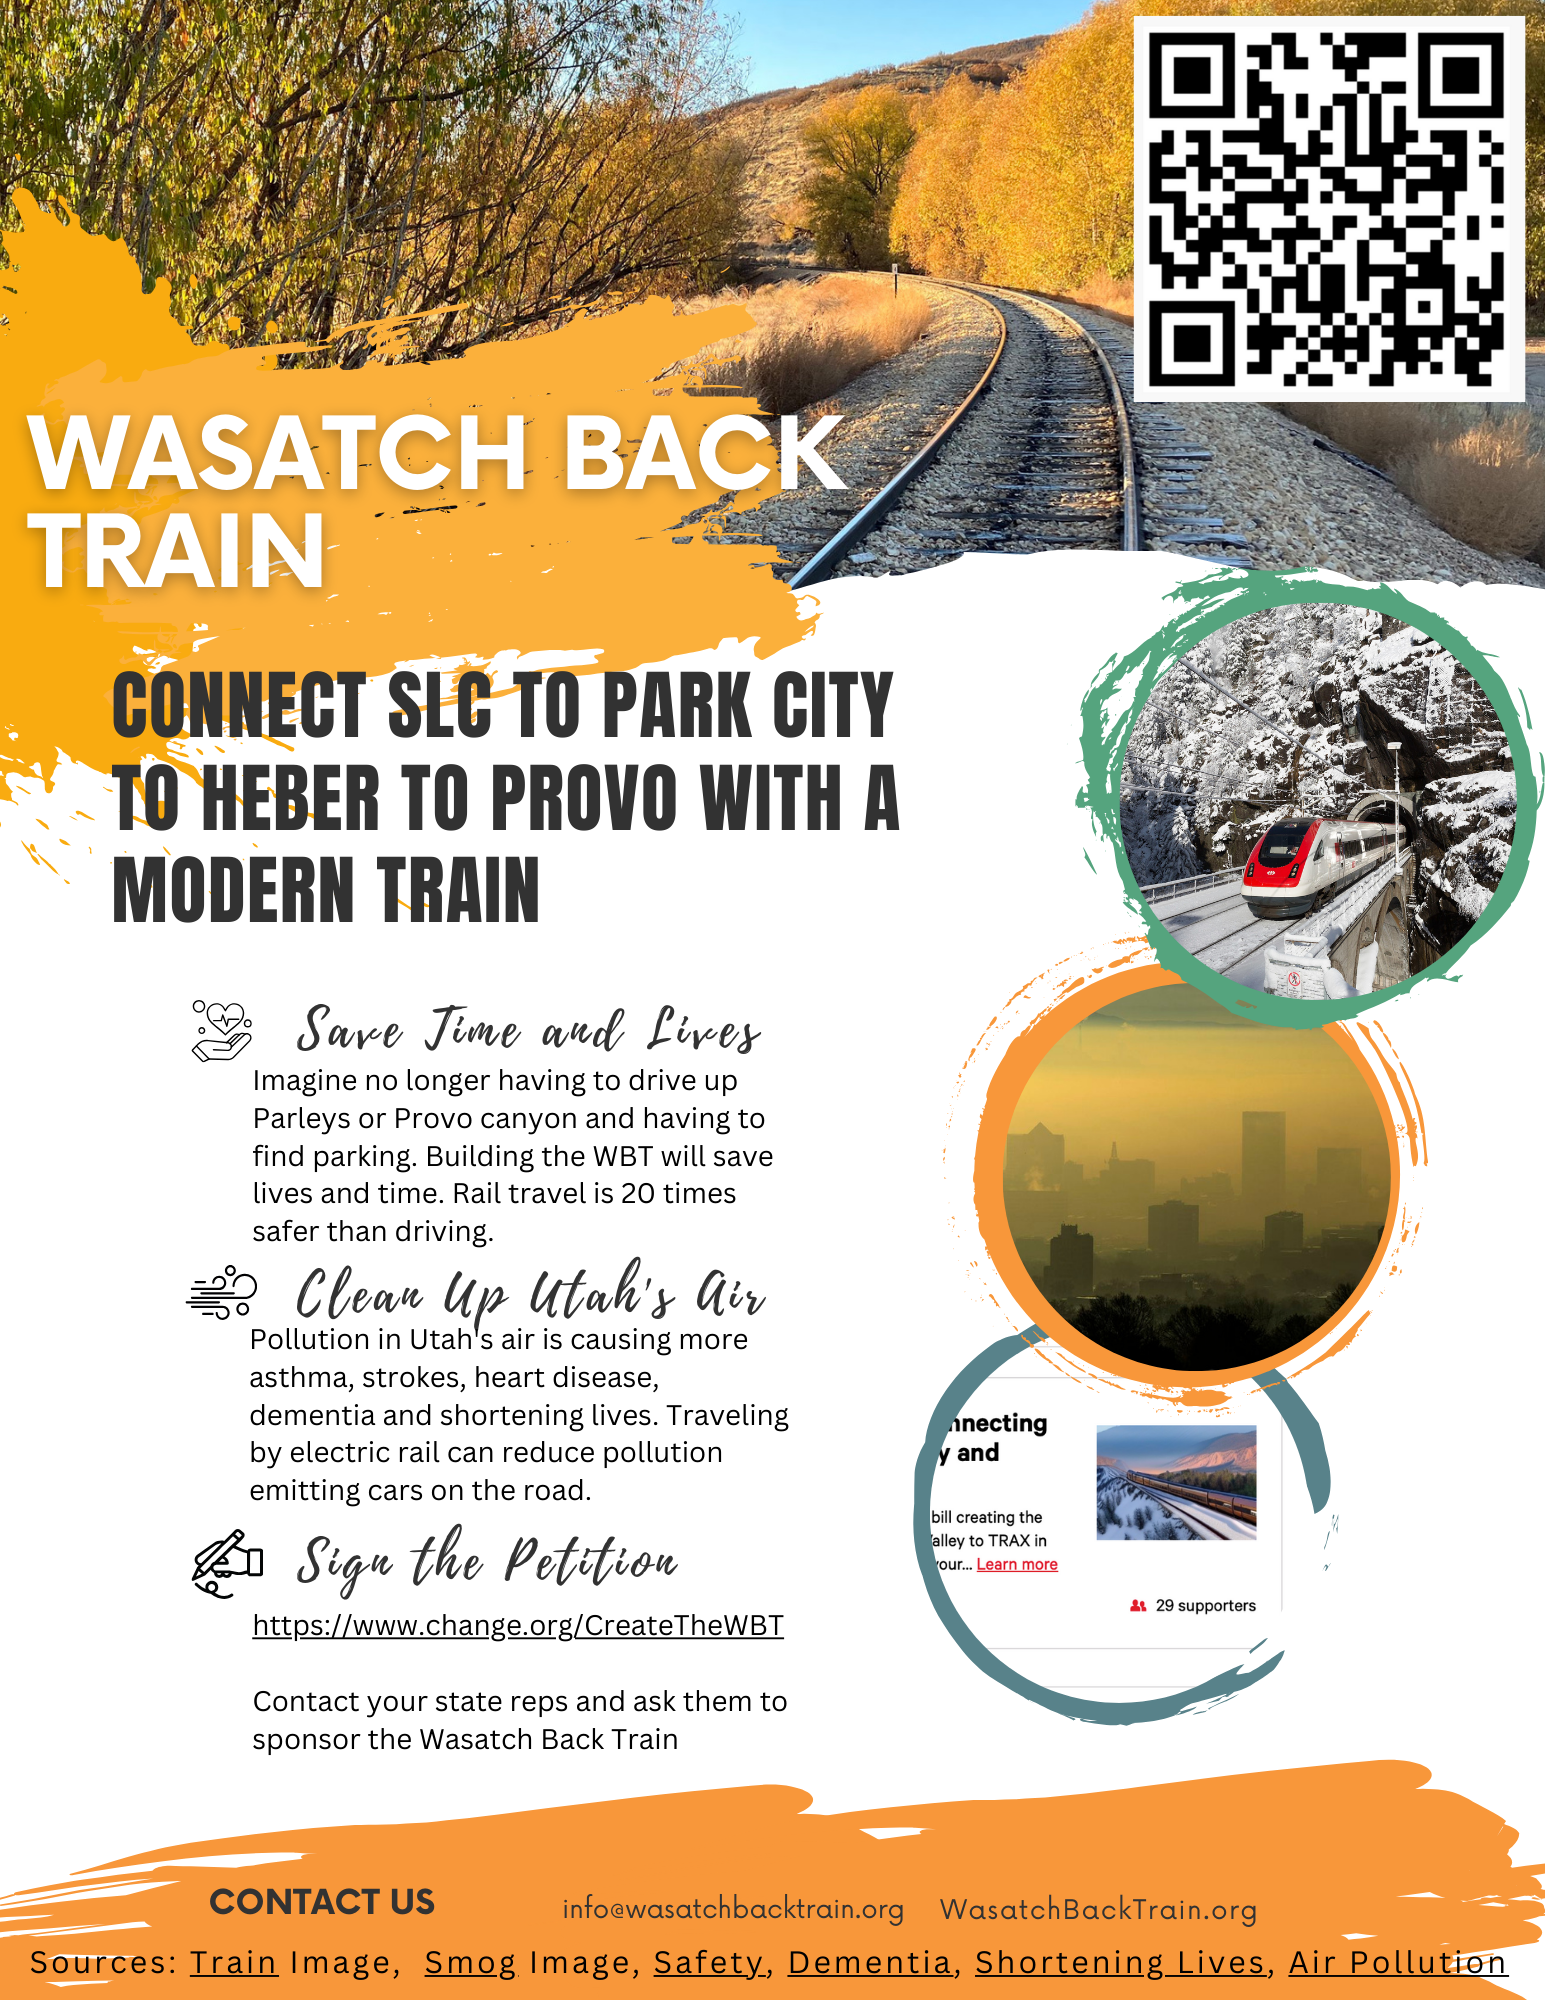 WASATCH BACK
TRAIN
CONNECT SLC TO PARK CITY
TO HEBER TO PROVO WITH A
MODERN TRAIN
Save Time and Lives
Imagine no longer having to drive up
Parleys or Provo canyon and having to
find parking. Building the WBT will save
lives and time. Rail travel is 20 times
safer than driving.
Clean Up Utah's Air
Pollution in Utah's air is causing more
asthma, strokes, heart disease,
dementia and shortening lives. Traveling
by electric rail can reduce pollution
emitting cars on the road.
Sign the Petition
https://www.change.org/CreateTheWBT
Contact your state reps and ask them to
sponsor the Wasatch Back Train
nnecting
y and
bill creating the
alley to TRAX in
your... Learn more
29 supporters
CONTACT US
info@wasatchbacktrain.org WasatchBackTrain.org
Sources: Train Image, Smog Image, Safety, Dementia, Shortening Lives, Air Pollution